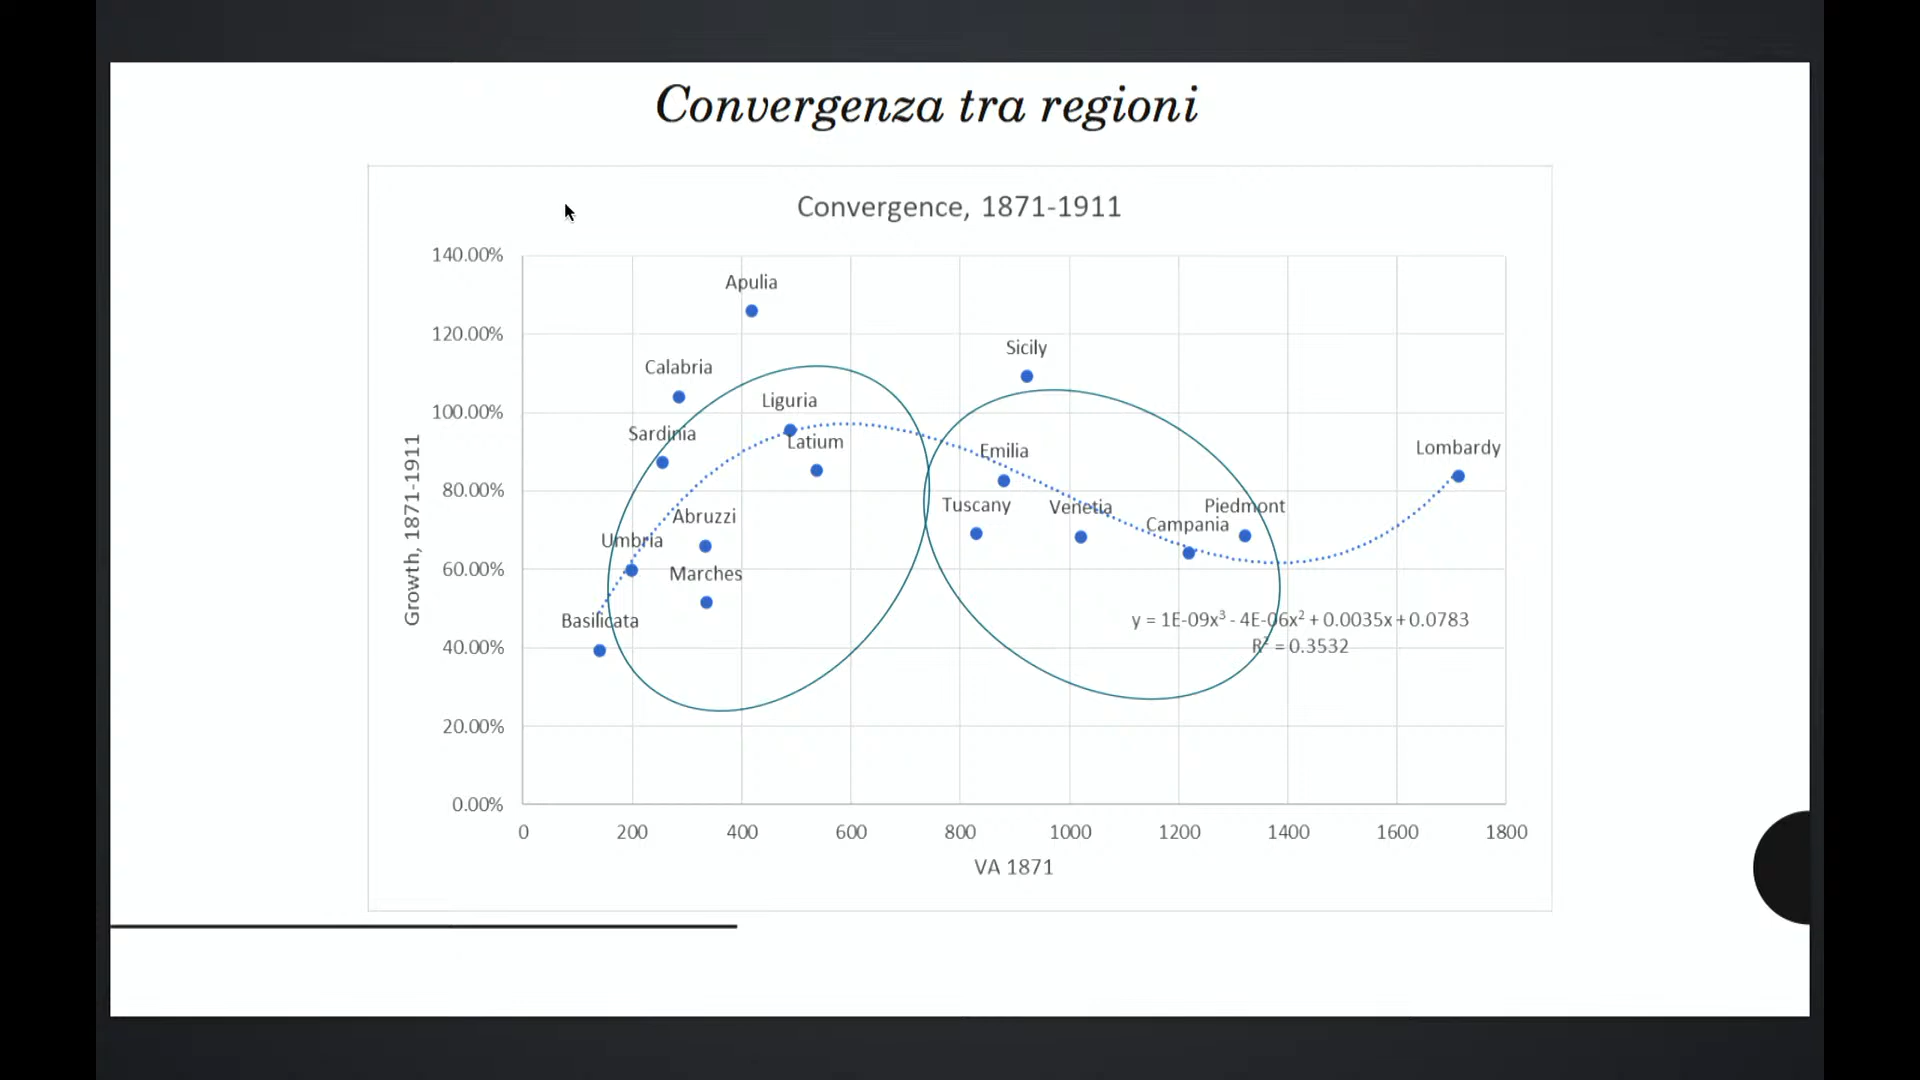 Convergenza tra regioni
Convergence, 1871-1911
140.00%
120.00%
100.00%
80.00%
60.00%
40.00%
20.00%
0.00%
Growth, 1871-1911
Apulia
Sicily
Calabria
Liguria
Sardinia
Latium
Emilia
Lombardy
Tuscany
Venetia
Piedmont
Abruzzi
Campania
Umbria
Marches
Basilicata
y = 1E-09x³ - 4E-06x² + 0.0035x + 0.0783
R² = 0.3532
0 200 400 600 800 1000 1200 1400 1600 1800
VA 1871